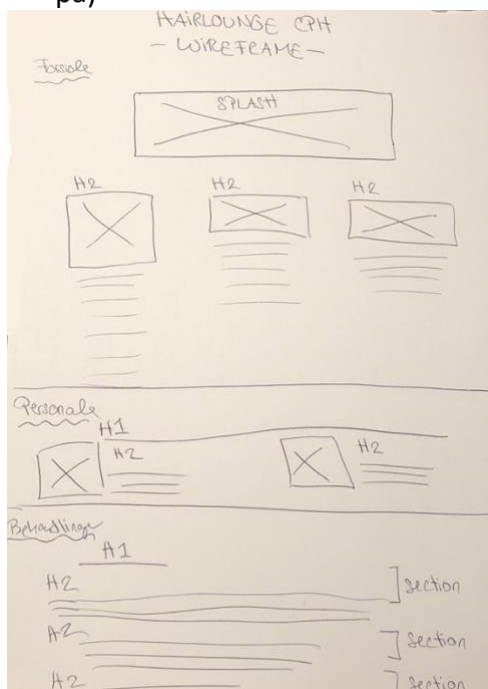 på)
HAIRLOUNGE CPH
- WIREFRAME -
Forside
SPLASH
H2 H2 H2
Personale
H1
H2 H2
Behandlinger
H1
H2
section
H2
section
H2
section